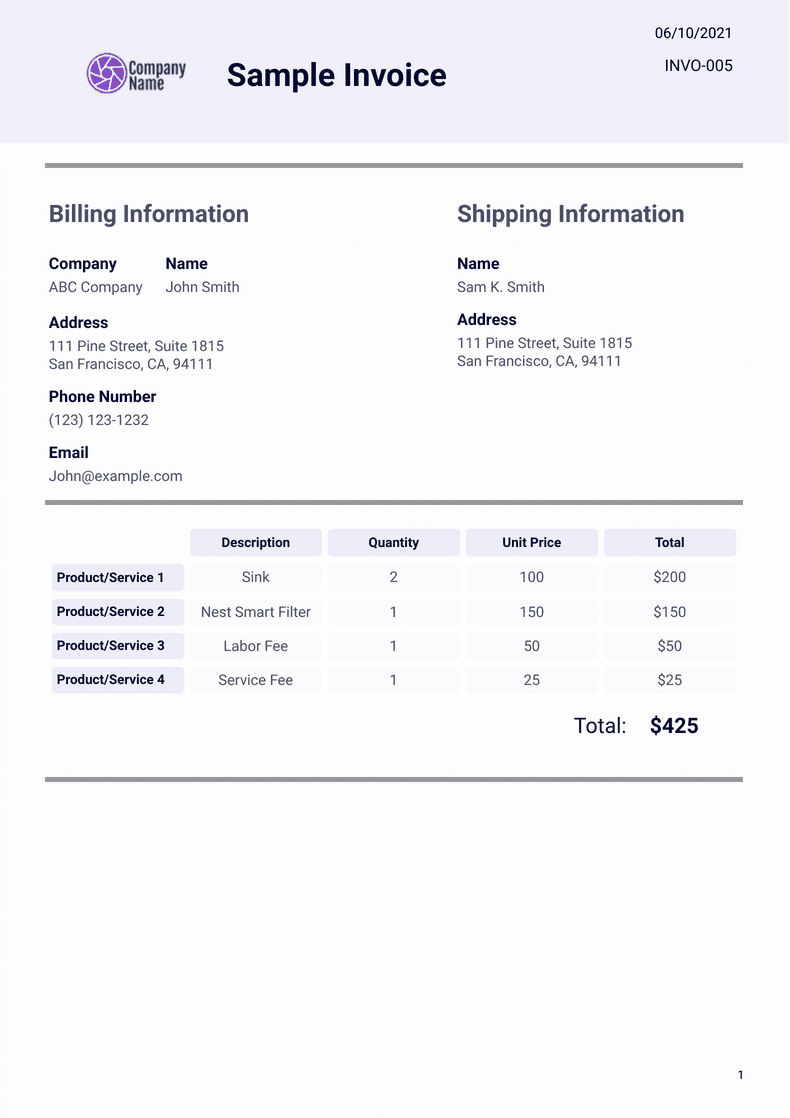 06/10/2021
Company
Name
Sample Invoice
INVO-005
Billing Information
Company Name
ABC Company John Smith
Address
111 Pine Street, Suite 1815
San Francisco, CA, 94111
Phone Number
(123) 123-1232
Email
John@example.com
Shipping Information
Name
Sam K. Smith
Address
111 Pine Street, Suite 1815
San Francisco, CA, 94111
Description Quantity Unit Price Total
Product/Service 1 Sink 2 100 $200
Product/Service 2 Nest Smart Filter 1 150 $150
Product/Service 3 Labor Fee 1 50 $50
Product/Service 4 Service Fee 1 25 $25
Total: $425
1